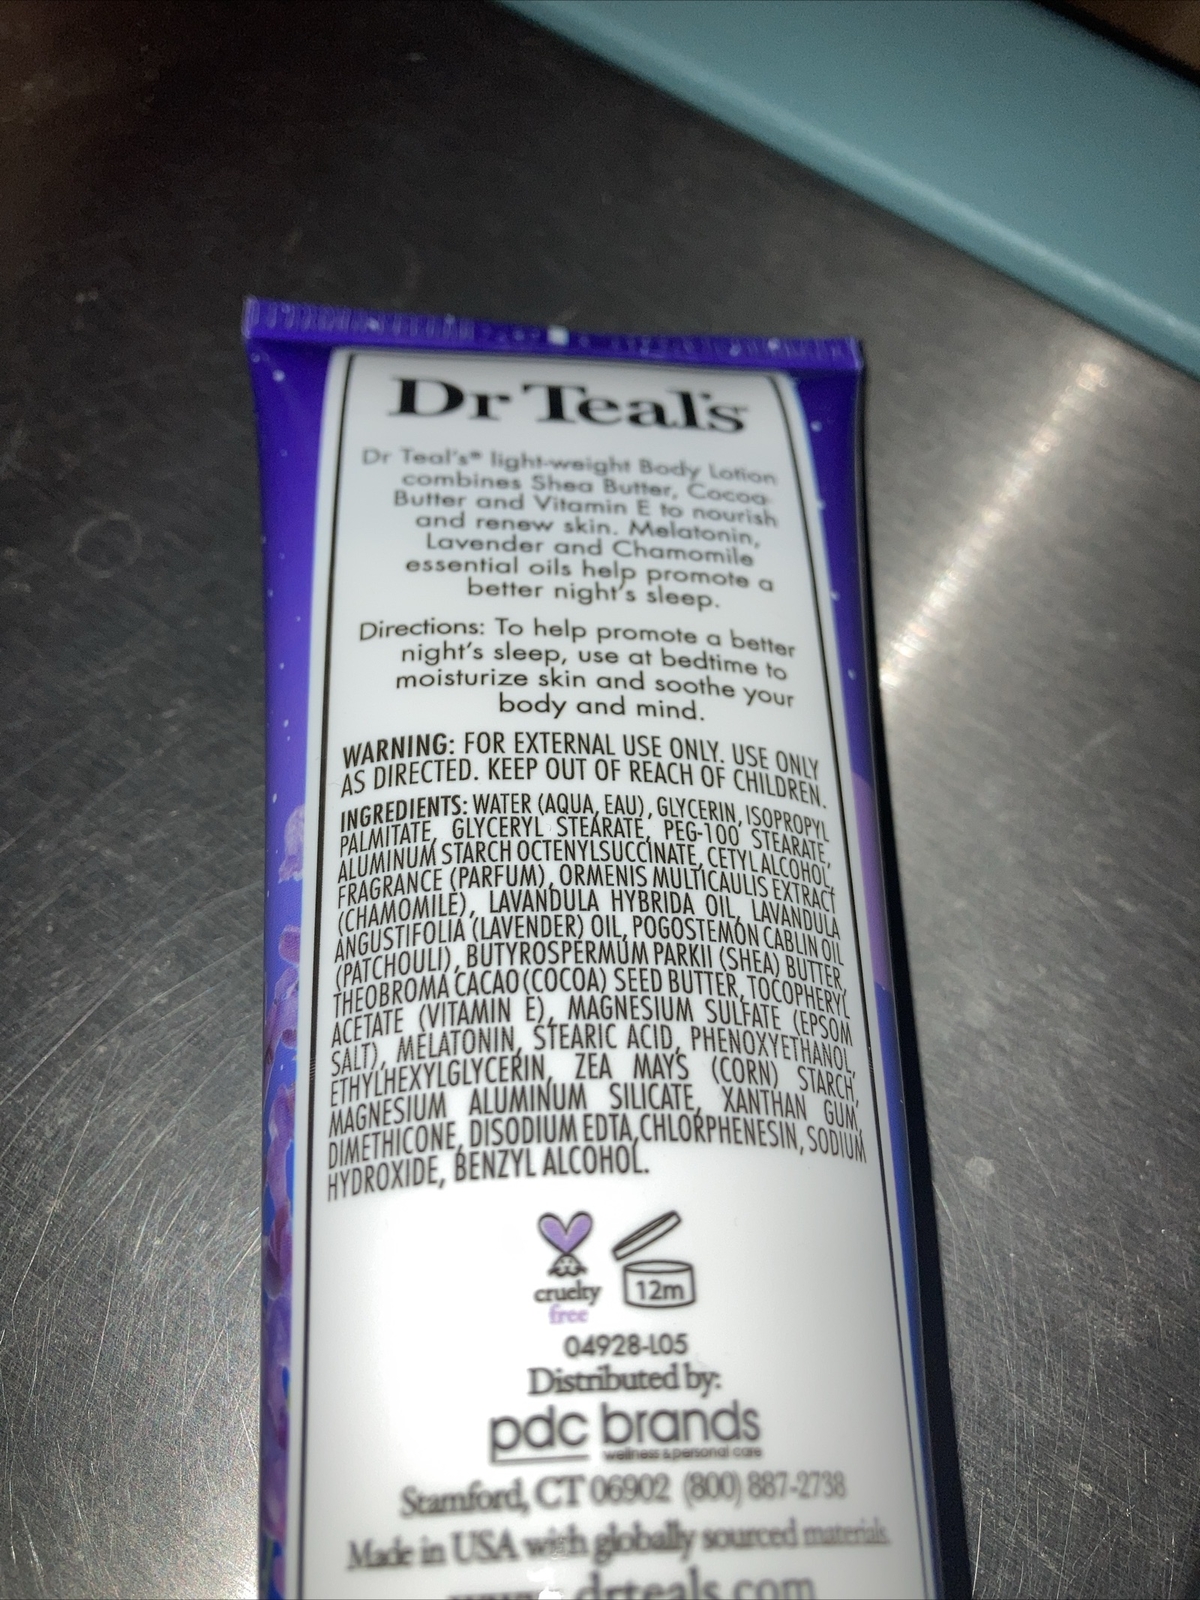 Dr Teal's
Dr Teal's® light-weight Body Lotion
combines Shea Butter, Cocoa
Butter and Vitamin E to nourish
and renew skin. Melatonin,
Lavender and Chamomile
essential oils help promote a
better night's sleep.
Directions: To help promote a better
night's sleep, use at bedtime to
moisturize skin and soothe your
body and mind.
WARNING: FOR EXTERNAL USE ONLY. USE ONLY
AS DIRECTED. KEEP OUT OF REACH OF CHILDREN.
INGREDIENTS: WATER (AQUA, EAU), GLYCERIN, ISOPROPYL
PALMITATE, GLYCERYL STEARATE, PEG-100 STEARATE,
ALUMINUM STARCH OCTENYLSUCCINATE, CETYL ALCOHOL,
FRAGRANCE (PARFUM), ORMENIS MULTICAULIS EXTRACT
(CHAMOMILE), LAVANDULA HYBRIDA OIL, LAVANDULA
ANGUSTIFOLIA (LAVENDER) OIL, POGOSTEMON CABLIN OIL
(PATCHOULI), BUTYROSPERMUM PARKII (SHEA) BUTTER,
THEOBROMA CACAO (COCOA) SEED BUTTER, TOCOPHERYL
ACETATE (VITAMIN E), MAGNESIUM SULFATE (EPSOM
SALT), MELATONIN, STEARIC ACID, PHENOXYETHANOL,
ETHYLHEXYLGLYCERIN, ZEA MAYS (CORN) STARCH,
MAGNESIUM ALUMINUM SILICATE, XANTHAN GUM,
DIMETHICONE, DISODIUM EDTA, CHLORPHENESIN, SODIUM
HYDROXIDE, BENZYL ALCOHOL.
cruelty
free
12m
04928-L05
Distributed by:
pdc brands
wellness & personal care
Stamford, CT 06902 (800) 887-2738
Made in USA with globally sourced materials.
www.drteals.com